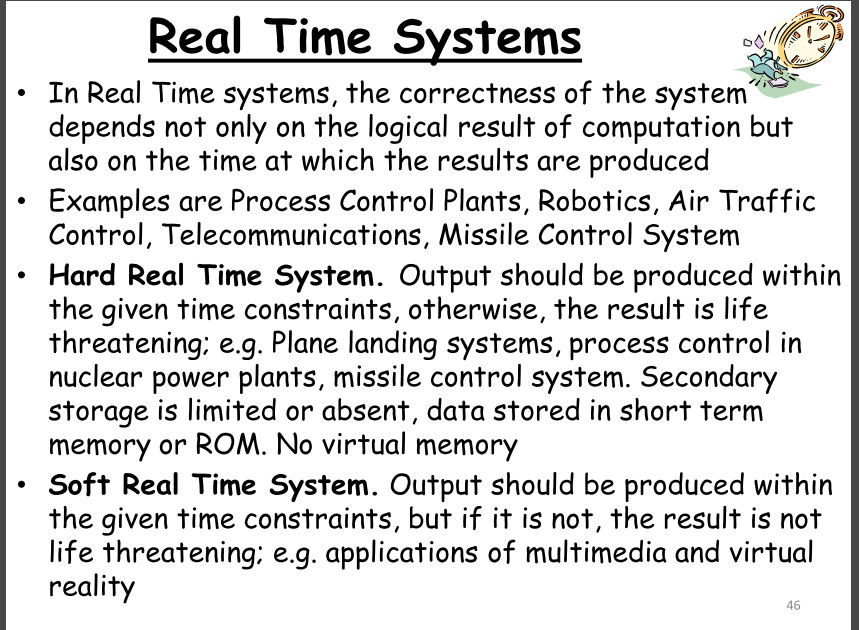 Real Time Systems
• In Real Time systems, the correctness of the system
depends not only on the logical result of computation but
also on the time at which the results are produced
• Examples are Process Control Plants, Robotics, Air Traffic
Control, Telecommunications, Missile Control System
• Hard Real Time System. Output should be produced within
the given time constraints, otherwise, the result is life
threatening; e.g. Plane landing systems, process control in
nuclear power plants, missile control system. Secondary
storage is limited or absent, data stored in short term
memory or ROM. No virtual memory
• Soft Real Time System. Output should be produced within
the given time constraints, but if it is not, the result is not
life threatening; e.g. applications of multimedia and virtual
reality
46